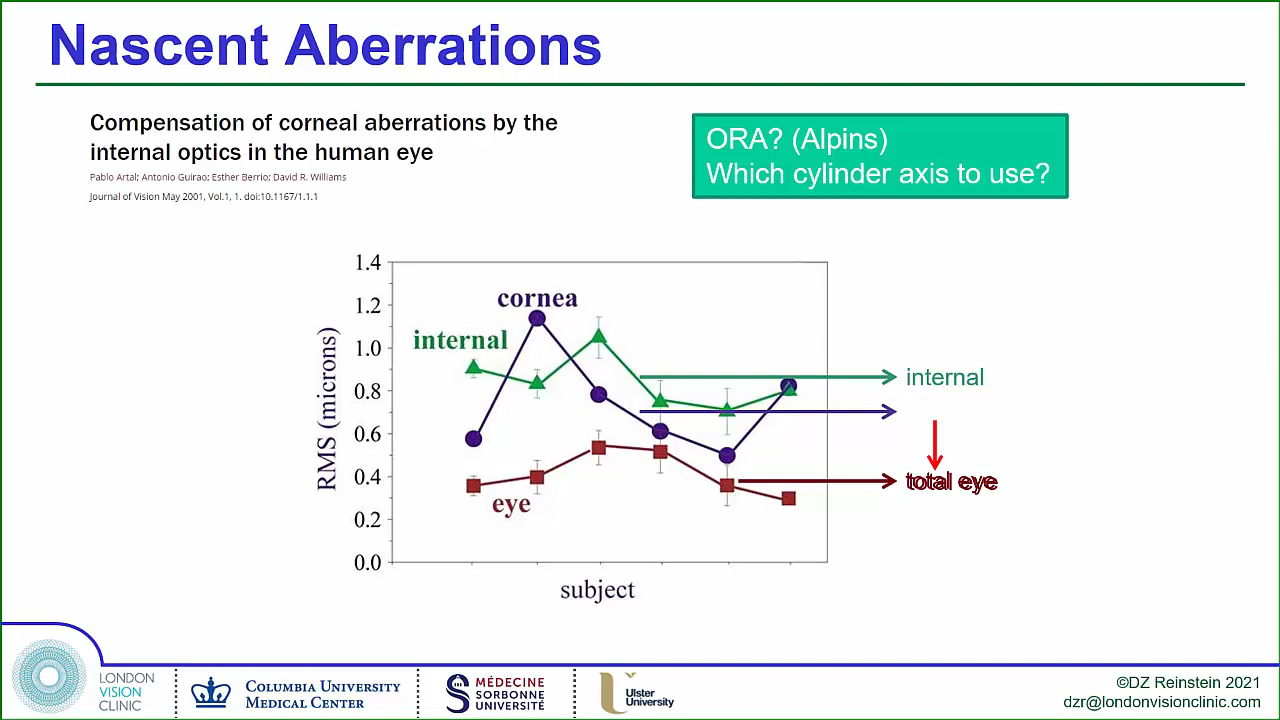 Nascent Aberrations
Compensation of corneal aberrations by the
internal optics in the human eye
Pablo Artal; Antonio Guirao; Esther Berrio; David R. Williams
Journal of Vision May 2001, Vol.1, 1. doi:10.1167/1.1.1
ORA? (Alpins)
Which cylinder axis to use?
1.4
1.2
1.0
0.8
0.6
0.4
0.2
0.0
RMS (microns)
cornea
internal
eye
subject
internal
total eye
LONDON
VISION
CLINIC
COLUMBIA UNIVERSITY
MEDICAL CENTER
MÉDECINE
SORBONNE
UNIVERSITÉ
Ulster
University
©DZ Reinstein 2021
dzr@londonvisionclinic.com